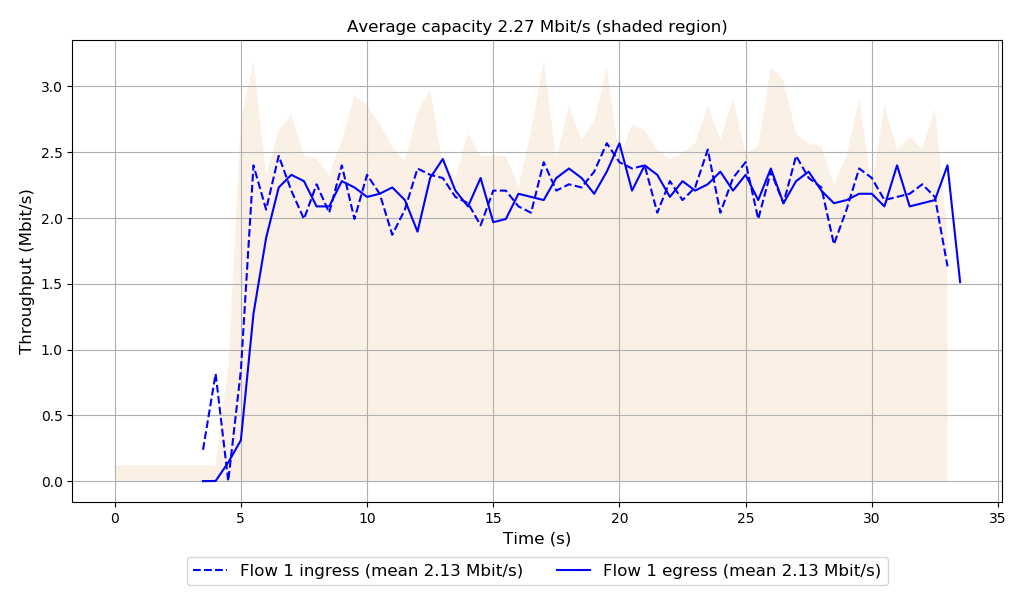 Average capacity 2.27 Mbit/s (shaded region)
Throughput (Mbit/s)
3.0
2.5
2.0
1.5
1.0
0.5
0.0
0 5 10 15 20 25 30 35
Time (s)
Flow 1 ingress (mean 2.13 Mbit/s) Flow 1 egress (mean 2.13 Mbit/s)